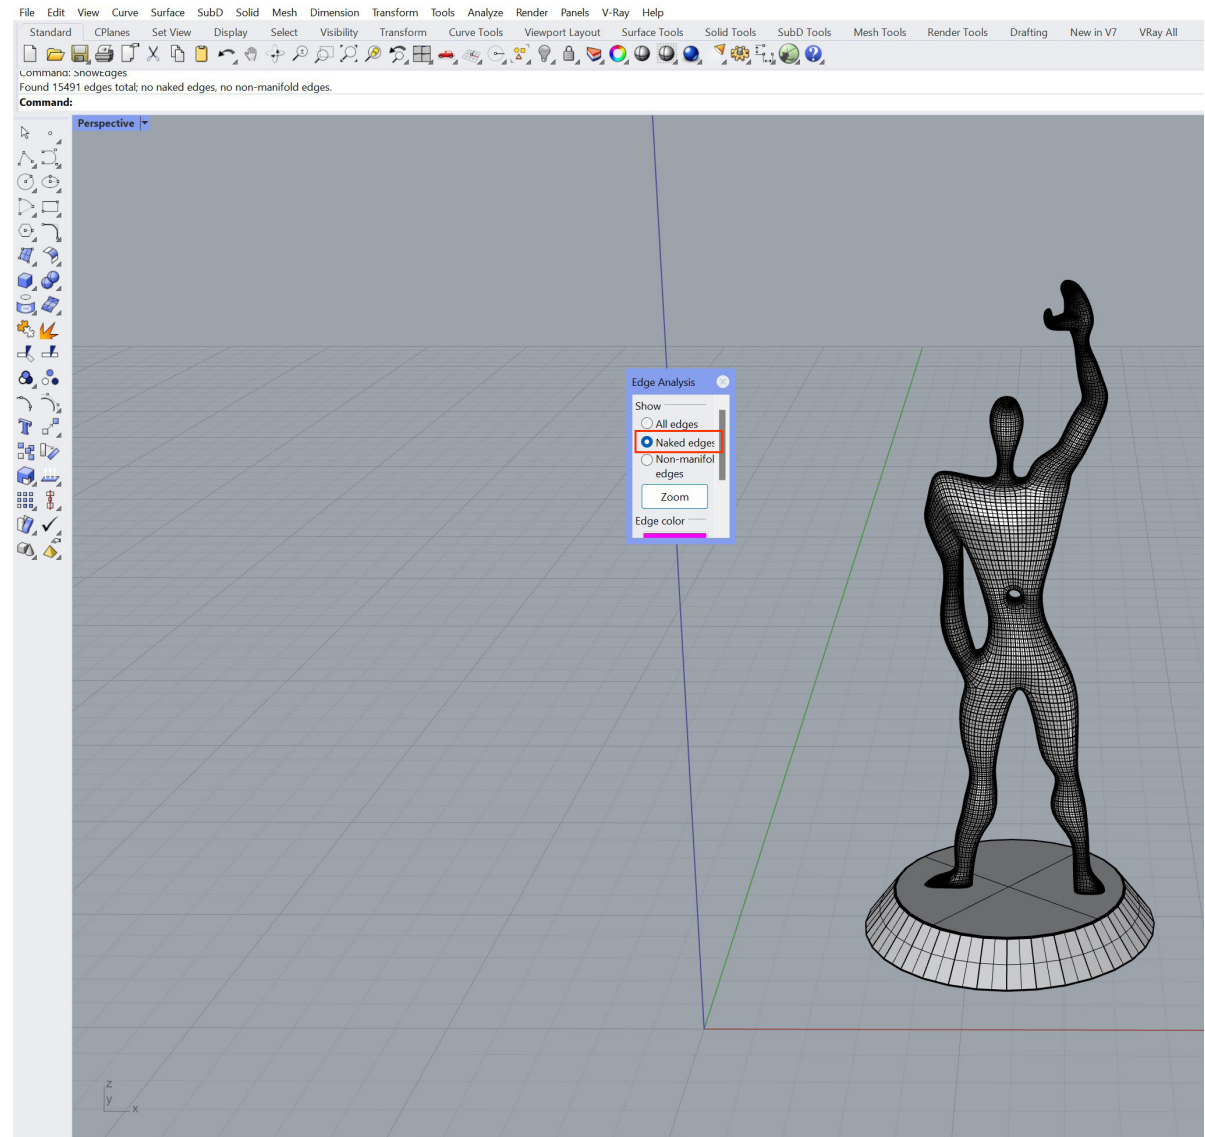 File Edit View Curve Surface SubD Solid Mesh Dimension Transform Tools Analyze Render Panels V-Ray Help
Standard CPlanes Set View Display Select Visibility Transform Curve Tools Viewport Layout Surface Tools Solid Tools SubD Tools Mesh Tools Render Tools Drafting New in V7 VRay All
Command: ShowEdges
Found 15491 edges total; no naked edges, no non-manifold edges.
Command:
Perspective
Edge Analysis
Show
All edges
Naked edges
Non-manifol
edges
Zoom
Edge color
z
y
x